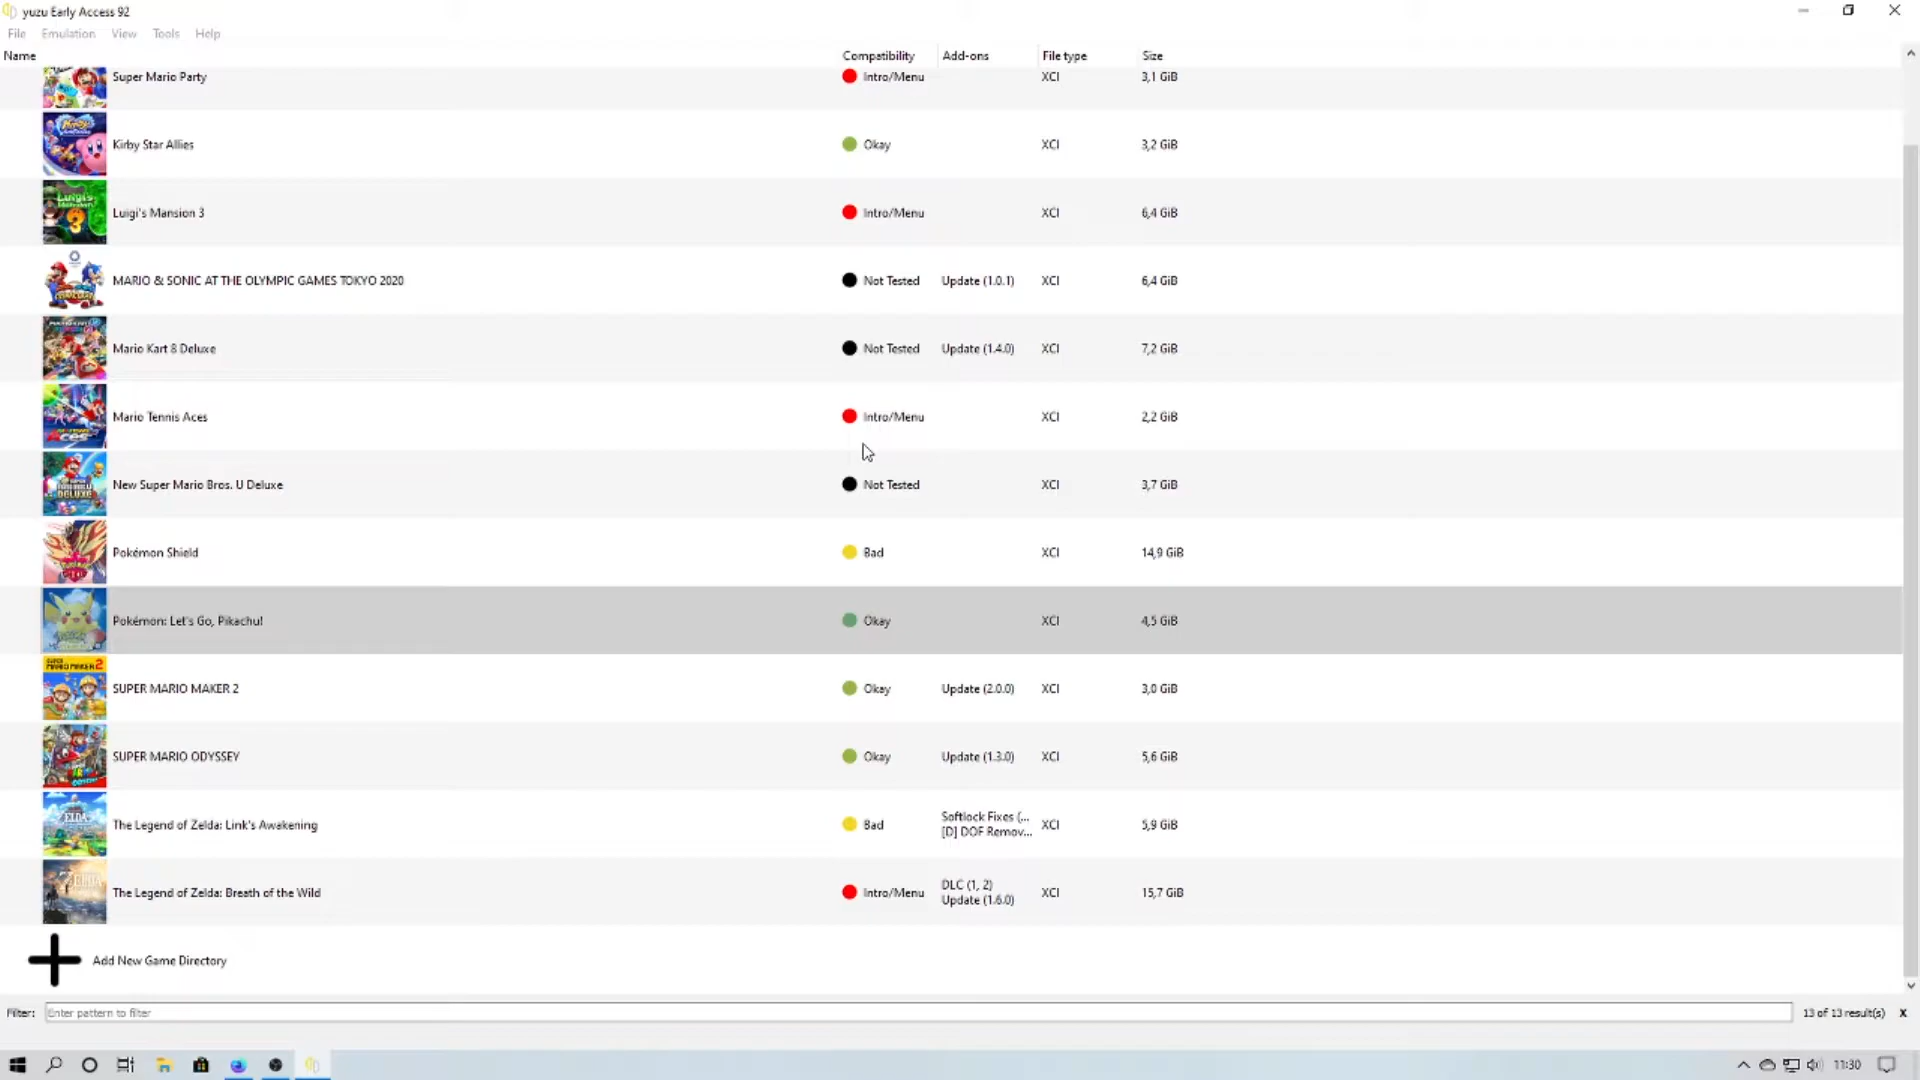 yuzu Early Access 92
File Emulation View Tools Help
Name Compatibility Add-ons File type Size
Super Mario Party Intro/Menu XCI 3,1 GiB
Kirby Star Allies Okay XCI 3,2 GiB
Luigi's Mansion 3 Intro/Menu XCI 6,4 GiB
MARIO & SONIC AT THE OLYMPIC GAMES TOKYO 2020 Not Tested Update (1.0.1) XCI 6,4 GiB
Mario Kart 8 Deluxe Not Tested Update (1.4.0) XCI 7,2 GiB
Mario Tennis Aces Intro/Menu XCI 2,2 GiB
New Super Mario Bros. U Deluxe Not Tested XCI 3,7 GiB
Pokémon Shield Bad XCI 14,9 GiB
Pokémon: Let's Go, Pikachu! Okay XCI 4,5 GiB
SUPER MARIO MAKER 2 Okay Update (2.0.0) XCI 3,0 GiB
SUPER MARIO ODYSSEY Okay Update (1.3.0) XCI 5,6 GiB
The Legend of Zelda: Link's Awakening Bad Softlock Fixes (... XCI 5,9 GiB
[D] DOF Remov...
The Legend of Zelda: Breath of the Wild Intro/Menu DLC (1, 2) XCI 15,7 GiB
Update (1.6.0)
Add New Game Directory
Filter: Enter pattern to filter 13 of 13 result(s) X
11:30